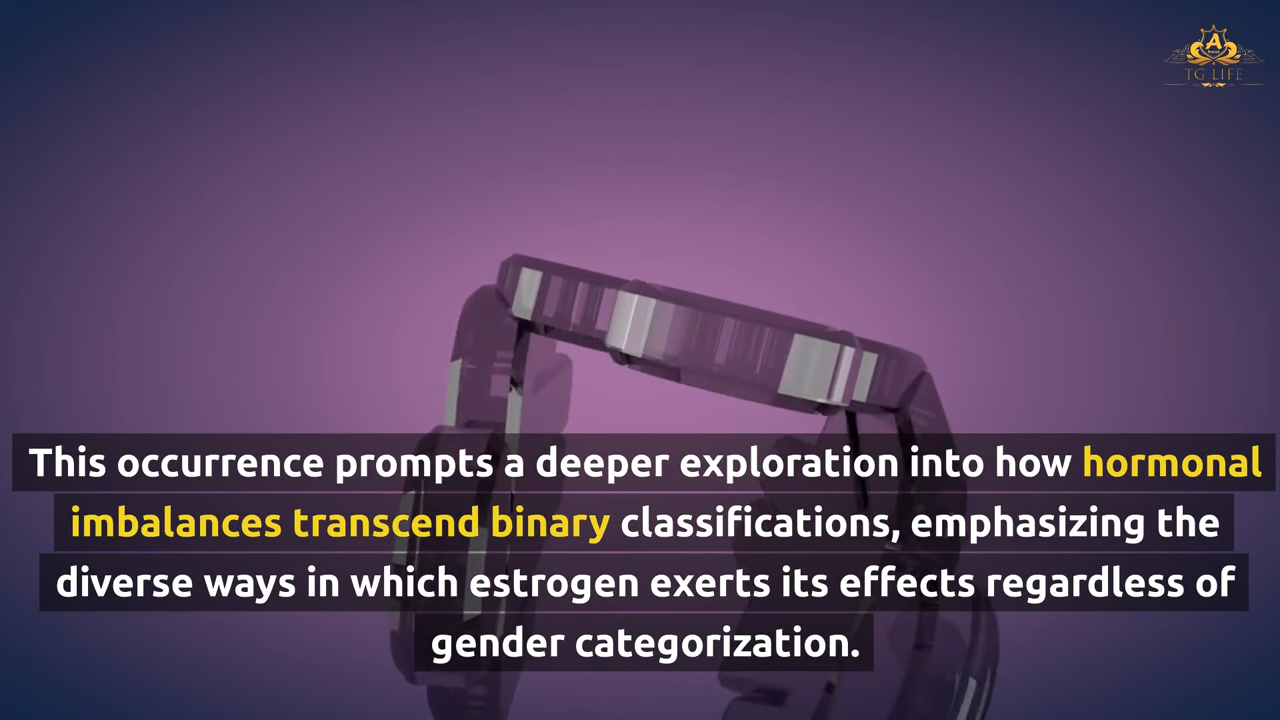 A
TG LIFE
This occurrence prompts a deeper exploration into how hormonal
imbalances transcend binary classifications, emphasizing the
diverse ways in which estrogen exerts its effects regardless of
gender categorization.